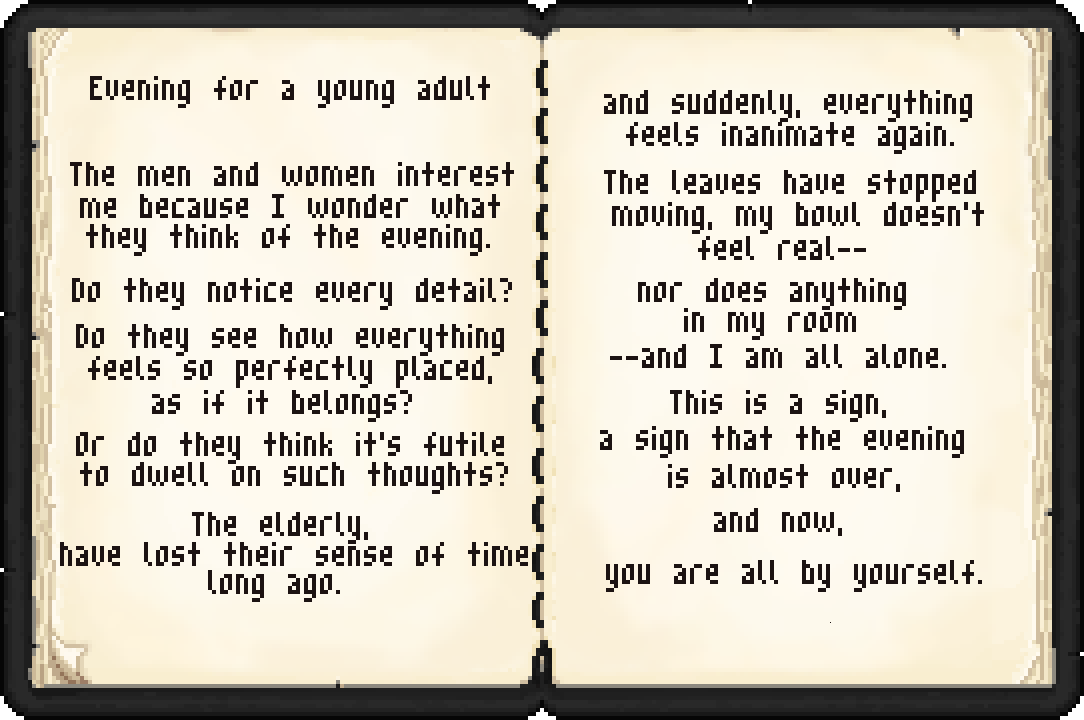 Evening for a young adult
The men and women interest
me because I wonder what
they think of the evening.
Do they notice every detail?
Do they see how everything
feels so perfectly placed,
as if it belongs?
Or do they think it's futile
to dwell on such thoughts?
The elderly,
have lost their sense of time
long ago.
and suddenly, everything
feels inanimate again.
The leaves have stopped
moving, my bowl doesn't
feel real--
nor does anything
in my room
--and I am all alone.
This is a sign,
a sign that the evening
is almost over,
and now,
you are all by yourself.